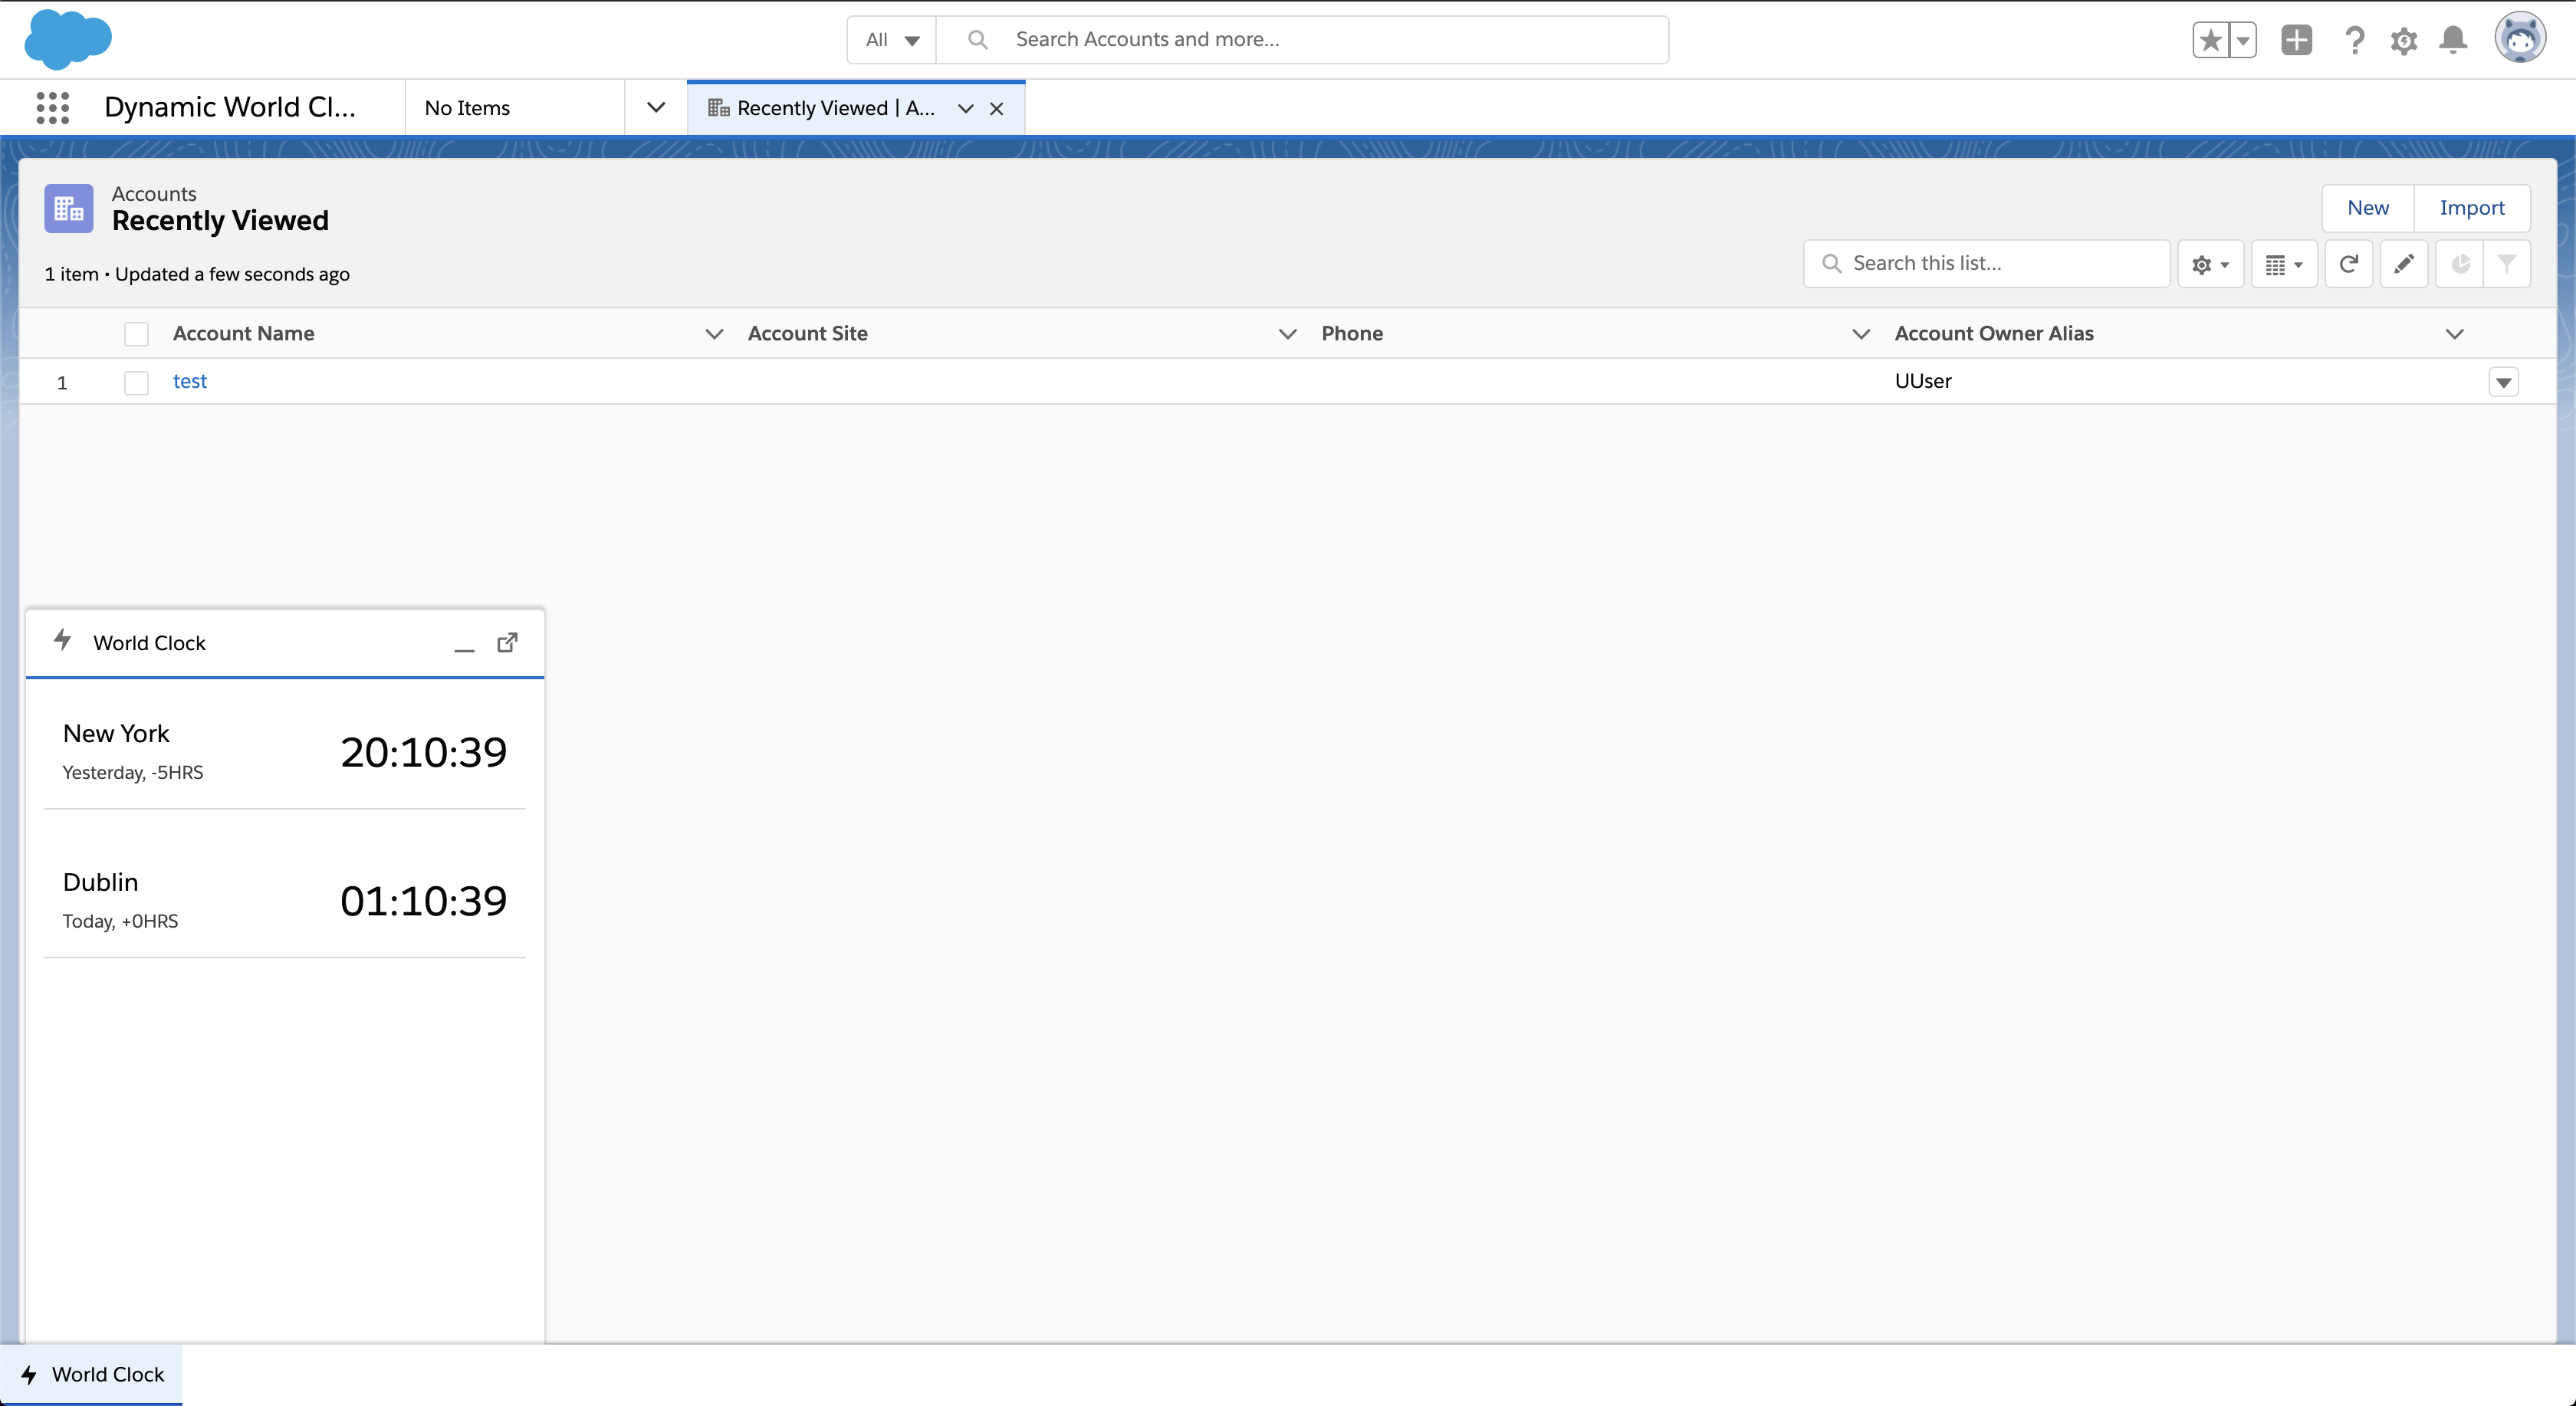 All
Search Accounts and more...
Dynamic World Cl...
No Items
Recently Viewed | A...
Accounts
Recently Viewed
New
Import
1 item • Updated a few seconds ago
Search this list...
Account Name
Account Site
Phone
Account Owner Alias
1
test
UUser
World Clock
New York
20:10:39
Yesterday, -5HRS
Dublin
01:10:39
Today, +0HRS
World Clock